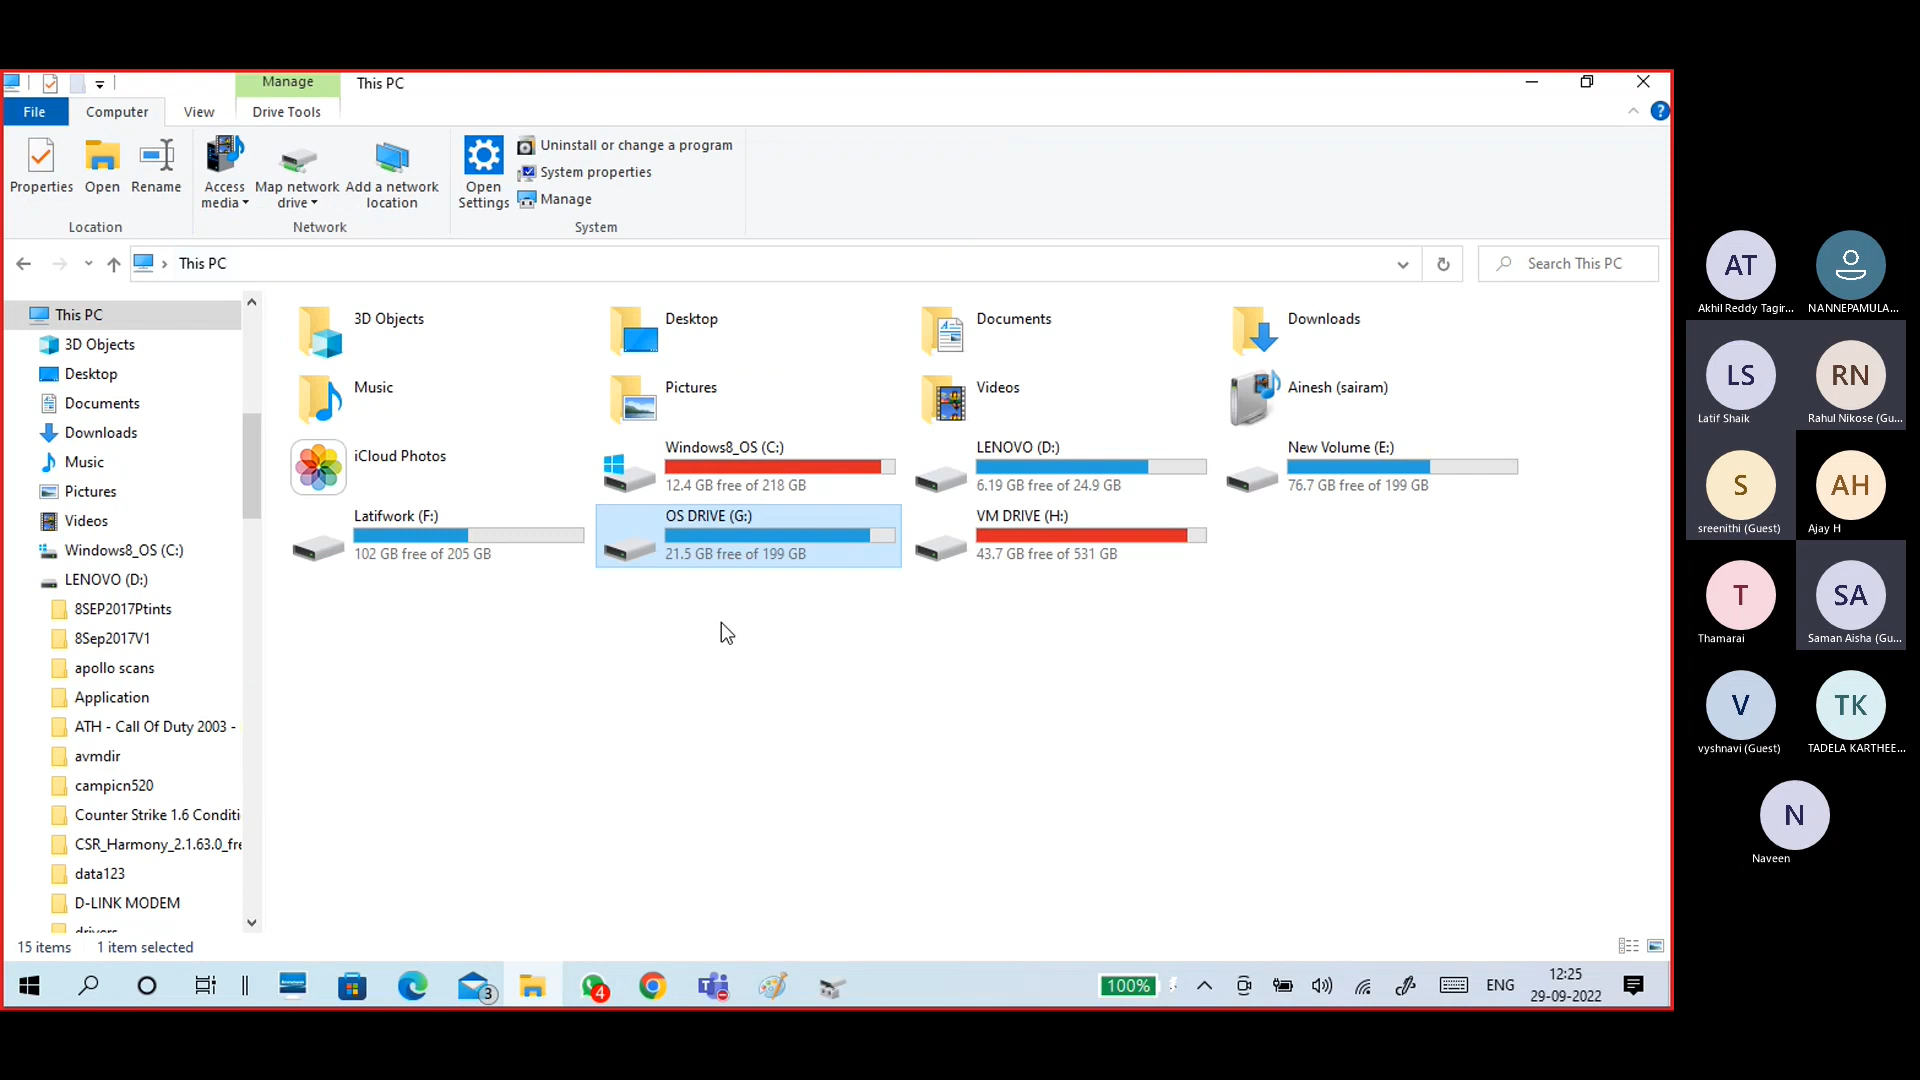 Manage
This PC
File
Computer
View
Drive Tools
Properties
Open
Rename
Access media
Map network drive
Add a network location
Open Settings
Uninstall or change a program
System properties
Manage
Location
Network
System
This PC
Search This PC
This PC
3D Objects
Desktop
Documents
Downloads
Music
Pictures
Videos
Windows8_OS (C:)
LENOVO (D:)
8SEP2017Ptints
8Sep2017V1
apollo scans
Application
ATH - Call Of Duty 2003 -
avmdir
campicn520
Counter Strike 1.6 Conditi
CSR_Harmony_2.1.63.0_fre
data123
D-LINK MODEM
drivers
3D Objects
Desktop
Documents
Downloads
Music
Pictures
Videos
Ainesh (sairam)
iCloud Photos
Windows8_OS (C:)
12.4 GB free of 218 GB
LENOVO (D:)
6.19 GB free of 24.9 GB
New Volume (E:)
76.7 GB free of 199 GB
Latifwork (F:)
102 GB free of 205 GB
OS DRIVE (G:)
21.5 GB free of 199 GB
VM DRIVE (H:)
43.7 GB free of 531 GB
15 items
1 item selected
3
4
100%
ENG
12:25
29-09-2022
AT
Akhil Reddy Tagir...
NANNEPAMULA...
LS
Latif Shaik
RN
Rahul Nikose (Gu...
S
sreenithi (Guest)
AH
Ajay H
T
Thamarai
SA
Saman Aisha (Gu...
V
vyshnavi (Guest)
TK
TADELA KARTHEE...
N
Naveen